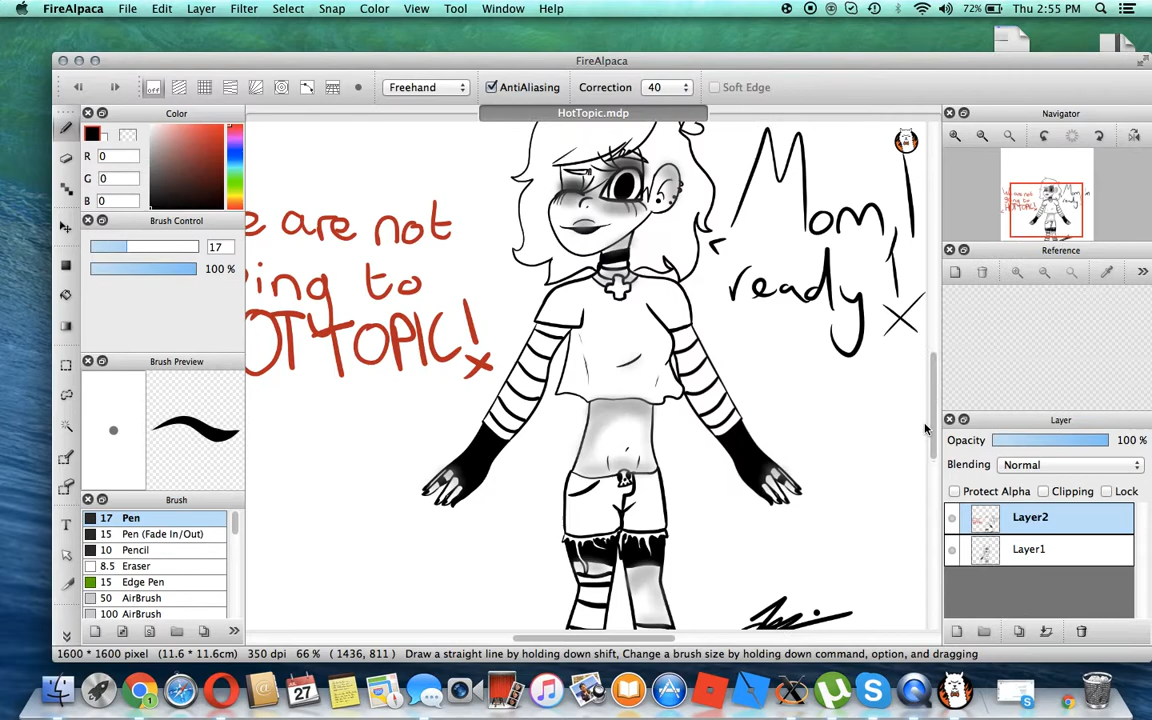 FireAlpaca File Edit Layer Filter Select Snap Color View Tool Window Help 72% Thu 2:55 PM
FireAlpaca
off Freehand AntiAliasing Correction 40 Soft Edge
Color
HotTopic.mdp
Navigator
R 0
G 0
B 0
Brush Control
17
100 %
Reference
Brush Preview
Layer
Opacity 100 %
Blending Normal
Protect Alpha Clipping Lock
Layer2
Layer1
Brush
17 Pen
15 Pen (Fade In/Out)
10 Pencil
8.5 Eraser
15 Edge Pen
50 AirBrush
100 AirBrush
are not
to
TOPIC! x
Mom,
ready! X
1600 * 1600 pixel (11.6 * 11.6cm) 350 dpi 66 % ( 1436, 811 ) Draw a straight line by holding down shift, Change a brush size by holding down command, option, and dragging
27